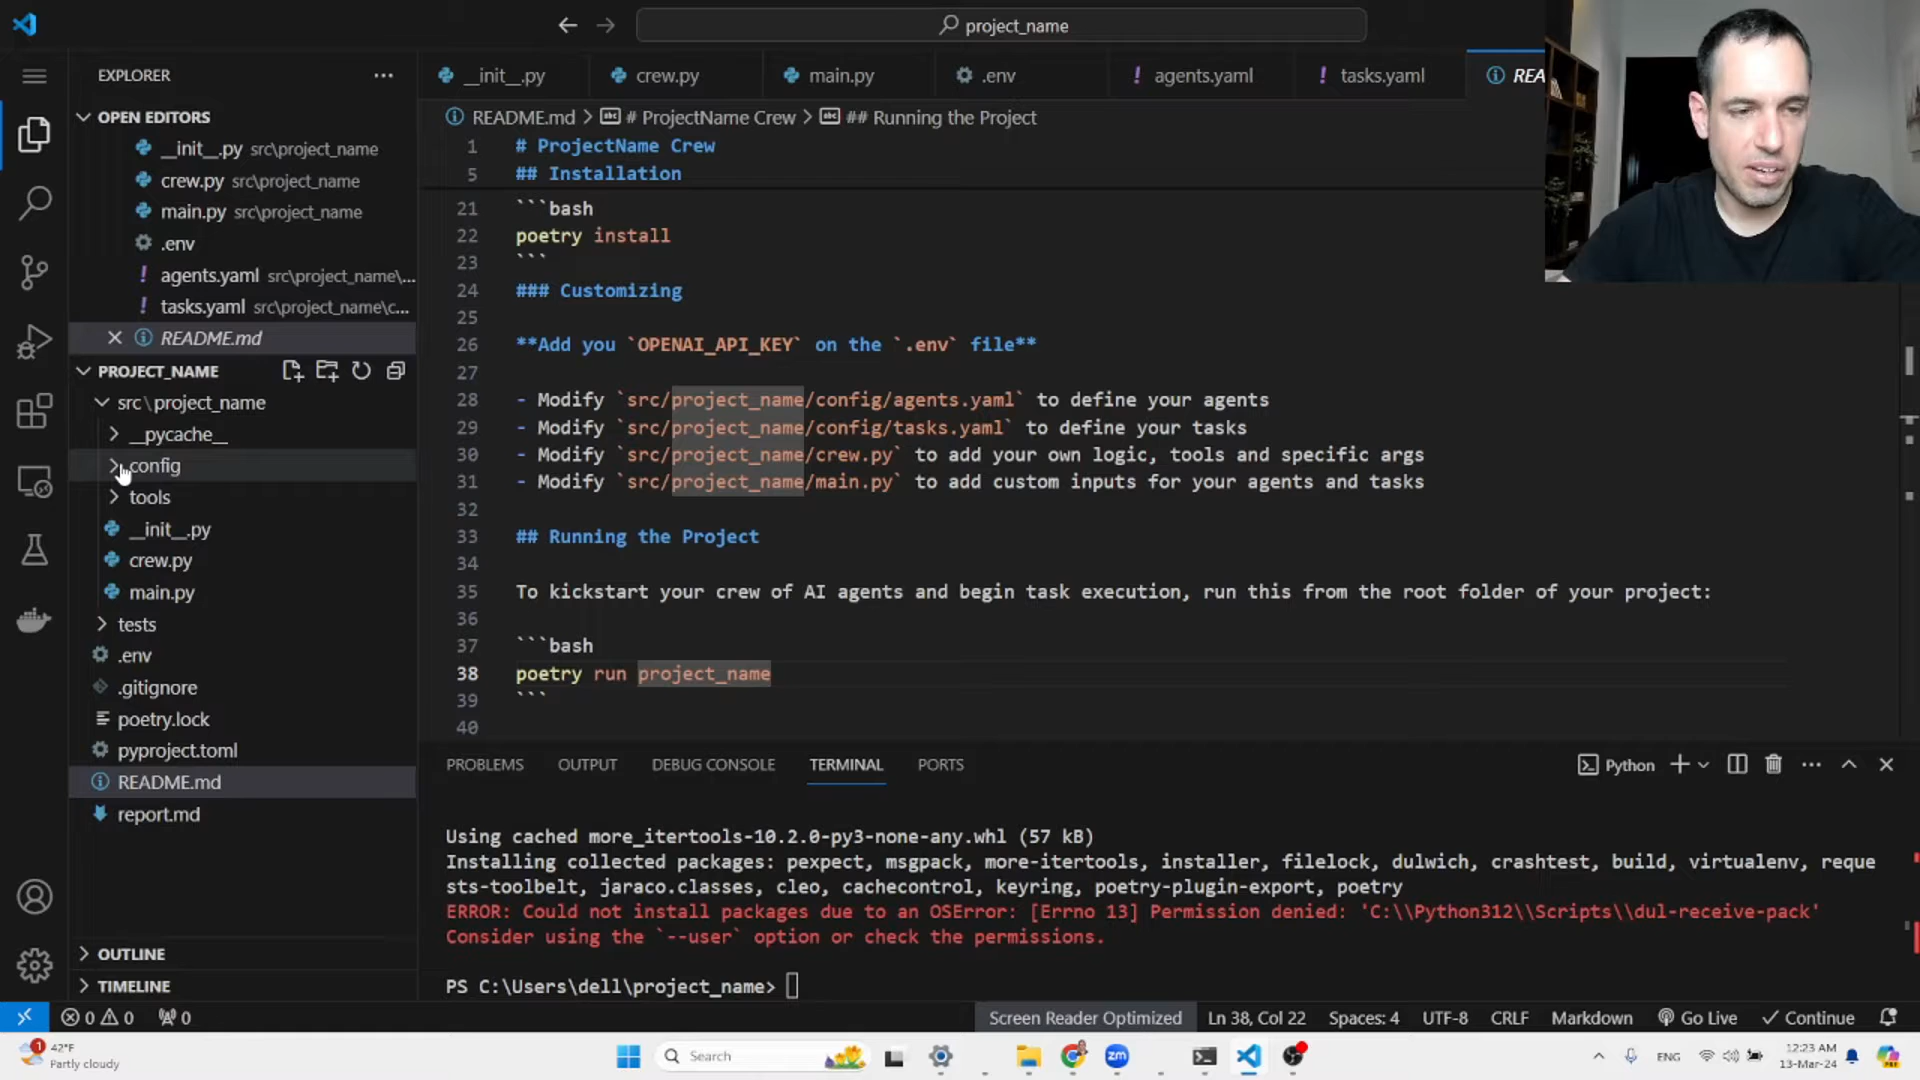 project_name
EXPLORER
OPEN EDITORS
__init__.py src\project_name
crew.py src\project_name
main.py src\project_name
.env
agents.yaml src\project_name\...
tasks.yaml src\project_name\c...
README.md
PROJECT_NAME
src\project_name
__pycache__
config
tools
__init__.py
crew.py
main.py
tests
.env
.gitignore
poetry.lock
pyproject.toml
README.md
report.md
OUTLINE
TIMELINE
__init__.py crew.py main.py .env agents.yaml tasks.yaml REA
README.md > # ProjectName Crew > ## Running the Project
1 # ProjectName Crew
5 ## Installation
21 ```bash
22 poetry install
23 ```
24 ### Customizing
25
26 **Add you `OPENAI_API_KEY` on the `.env` file**
27
28 - Modify `src/project_name/config/agents.yaml` to define your agents
29 - Modify `src/project_name/config/tasks.yaml` to define your tasks
30 - Modify `src/project_name/crew.py` to add your own logic, tools and specific args
31 - Modify `src/project_name/main.py` to add custom inputs for your agents and tasks
32
33 ## Running the Project
34
35 To kickstart your crew of AI agents and begin task execution, run this from the root folder of your project:
36
37 ```bash
38 poetry run project_name
39 ```
40
PROBLEMS OUTPUT DEBUG CONSOLE TERMINAL PORTS
Python
Using cached more_itertools-10.2.0-py3-none-any.whl (57 kB)
Installing collected packages: pexpect, msgpack, more-itertools, installer, filelock, dulwich, crashtest, build, virtualenv, reque
sts-toolbelt, jaraco.classes, cleo, cachecontrol, keyring, poetry-plugin-export, poetry
ERROR: Could not install packages due to an OSError: [Errno 13] Permission denied: 'C:\\Python312\\Scripts\\dul-receive-pack'
Consider using the `--user` option or check the permissions.
PS C:\Users\dell\project_name>
0 0 0
Screen Reader Optimized Ln 38, Col 22 Spaces: 4 UTF-8 CRLF Markdown Go Live Continue
1
42°F
Partly cloudy
Search
zm
ENG
12:23 AM
13-Mar-24